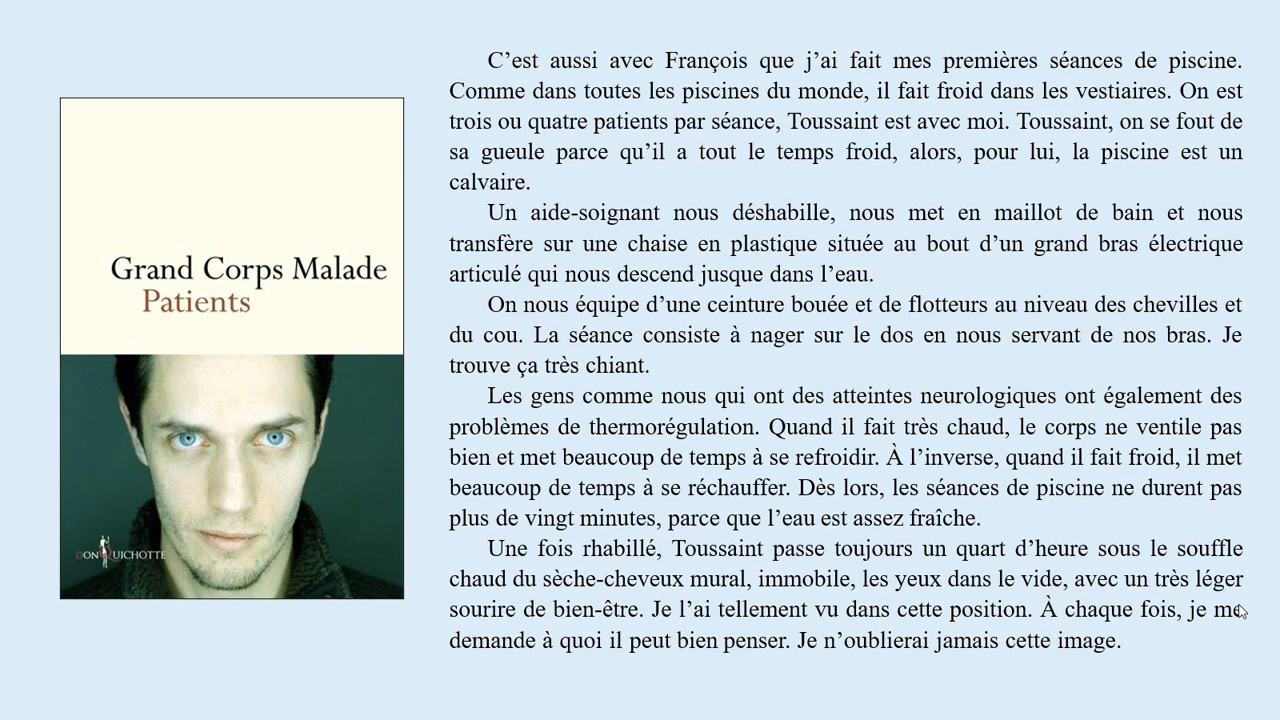 Grand Corps Malade
Patients
DON QUICHOTTE
C’est aussi avec François que j’ai fait mes premières séances de piscine.
Comme dans toutes les piscines du monde, il fait froid dans les vestiaires. On est
trois ou quatre patients par séance, Toussaint est avec moi. Toussaint, on se fout de
sa gueule parce qu’il a tout le temps froid, alors, pour lui, la piscine est un
calvaire.
Un aide-soignant nous déshabille, nous met en maillot de bain et nous
transfère sur une chaise en plastique située au bout d’un grand bras électrique
articulé qui nous descend jusque dans l’eau.
On nous équipe d’une ceinture bouée et de flotteurs au niveau des chevilles et
du cou. La séance consiste à nager sur le dos en nous servant de nos bras. Je
trouve ça très chiant.
Les gens comme nous qui ont des atteintes neurologiques ont également des
problèmes de thermorégulation. Quand il fait très chaud, le corps ne ventile pas
bien et met beaucoup de temps à se refroidir. À l’inverse, quand il fait froid, il met
beaucoup de temps à se réchauffer. Dès lors, les séances de piscine ne durent pas
plus de vingt minutes, parce que l’eau est assez fraîche.
Une fois rhabillé, Toussaint passe toujours un quart d’heure sous le souffle
chaud du sèche-cheveux mural, immobile, les yeux dans le vide, avec un très léger
sourire de bien-être. Je l’ai tellement vu dans cette position. À chaque fois, je me
demande à quoi il peut bien penser. Je n’oublierai jamais cette image.